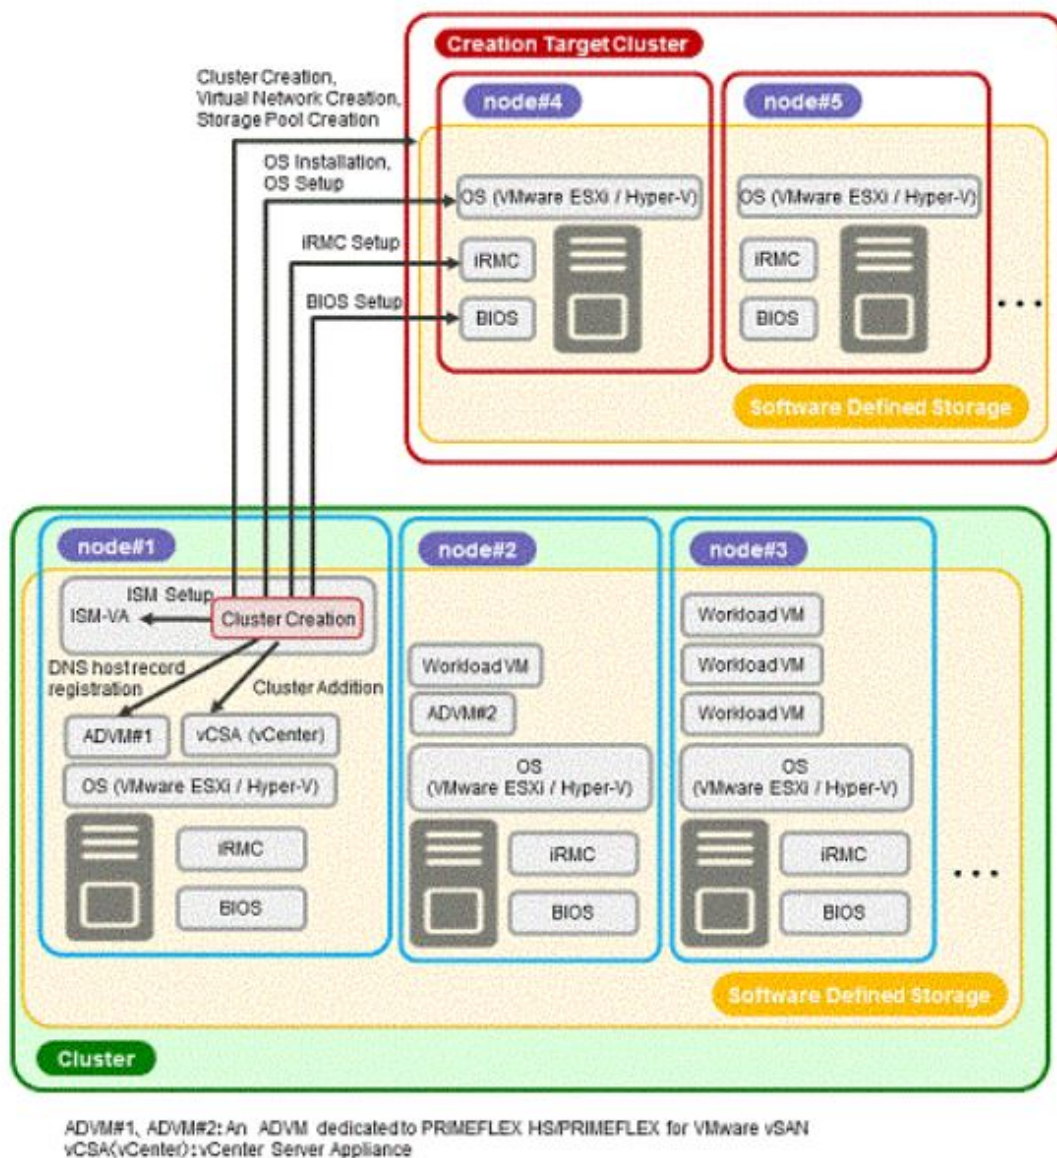 Creation Target Cluster
Cluster Creation,
Virtual Network Creation,
Storage Pool Creation
node#4
node#5
OS Installation,
OS Setup
OS (VMware ESXi / Hyper-V)
OS (VMware ESXi / Hyper-V)
iRMC Setup
iRMC
iRMC
BIOS Setup
BIOS
BIOS
...
Software Defined Storage
node#1
node#2
node#3
ISM Setup
ISM-VA
Cluster Creation
DNS host record
registration
Cluster Addition
ADVM#1
vCSA (vCenter)
OS (VMware ESXi / Hyper-V)
iRMC
BIOS
Workload VM
ADVM#2
OS
(VMware ESXi / Hyper-V)
iRMC
BIOS
Workload VM
Workload VM
Workload VM
OS
(VMware ESXi / Hyper-V)
iRMC
BIOS
...
Software Defined Storage
Cluster
ADVM#1, ADVM#2: An ADVM dedicated to PRIMEFLEX HS/PRIMEFLEX for VMware vSAN
vCSA(vCenter):vCenter Server Appliance